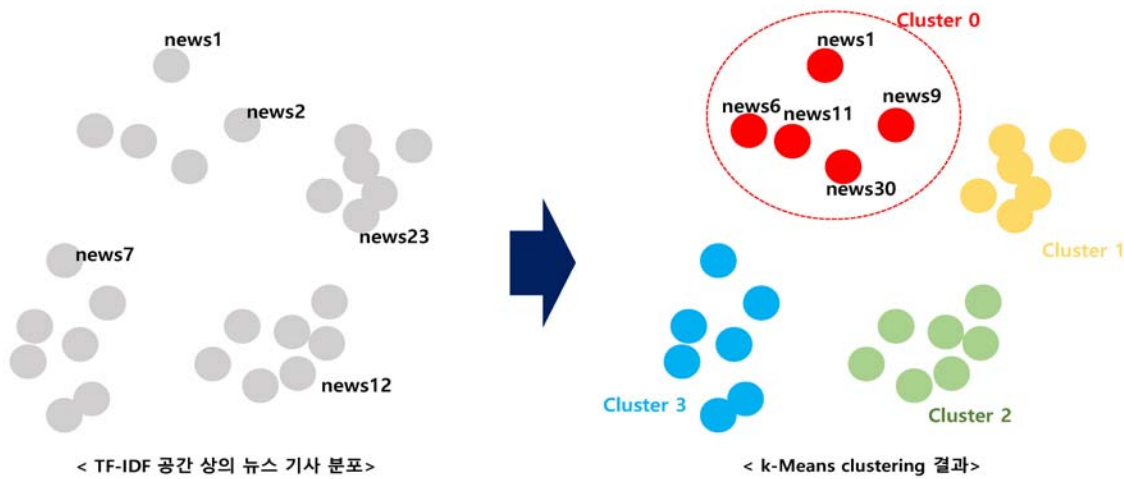 news1
news2
news23
news7
news12
< TF-IDF 공간 상의 뉴스 기사 분포>
Cluster 0
news1
news6
news11
news9
news30
Cluster 1
Cluster 3
Cluster 2
< k-Means clustering 결과>